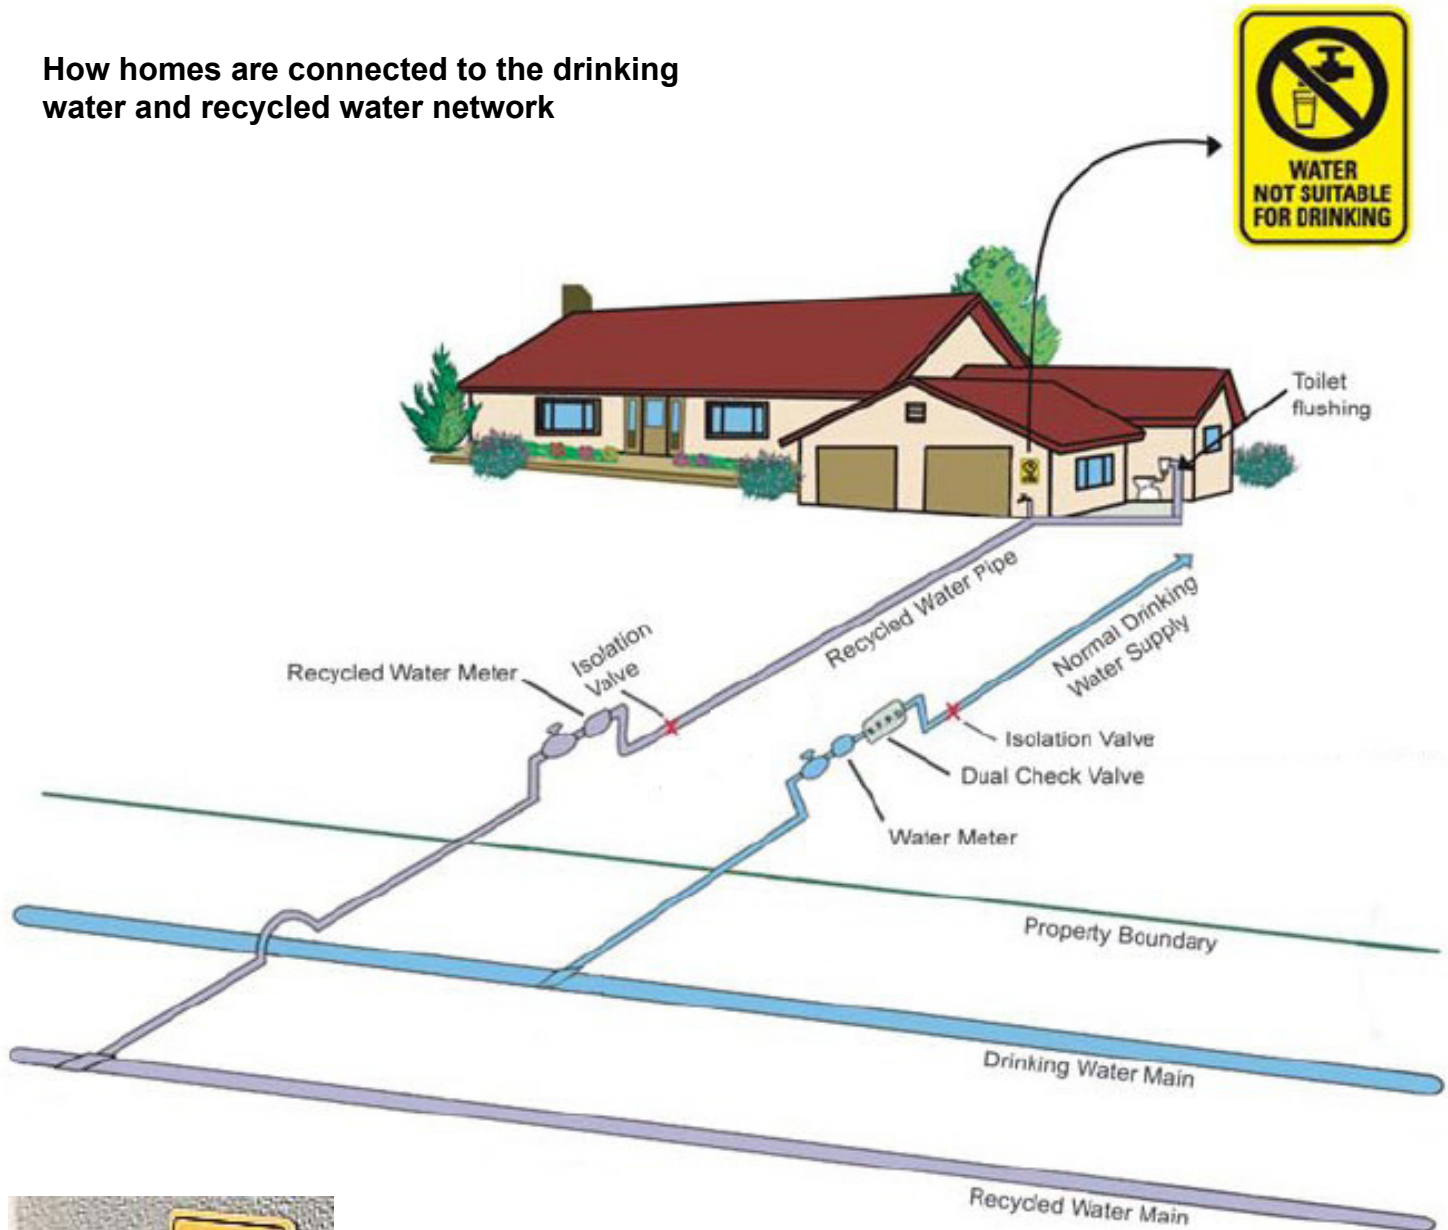 How homes are connected to the drinking
water and recycled water network
WATER
NOT SUITABLE
FOR DRINKING
Toilet
flushing
Recycled Water Pipe
Normal Drinking
Water Supply
Isolation
Valve
Recycled Water Meter
Isolation Valve
Dual Check Valve
Water Meter
Property Boundary
Drinking Water Main
Recycled Water Main